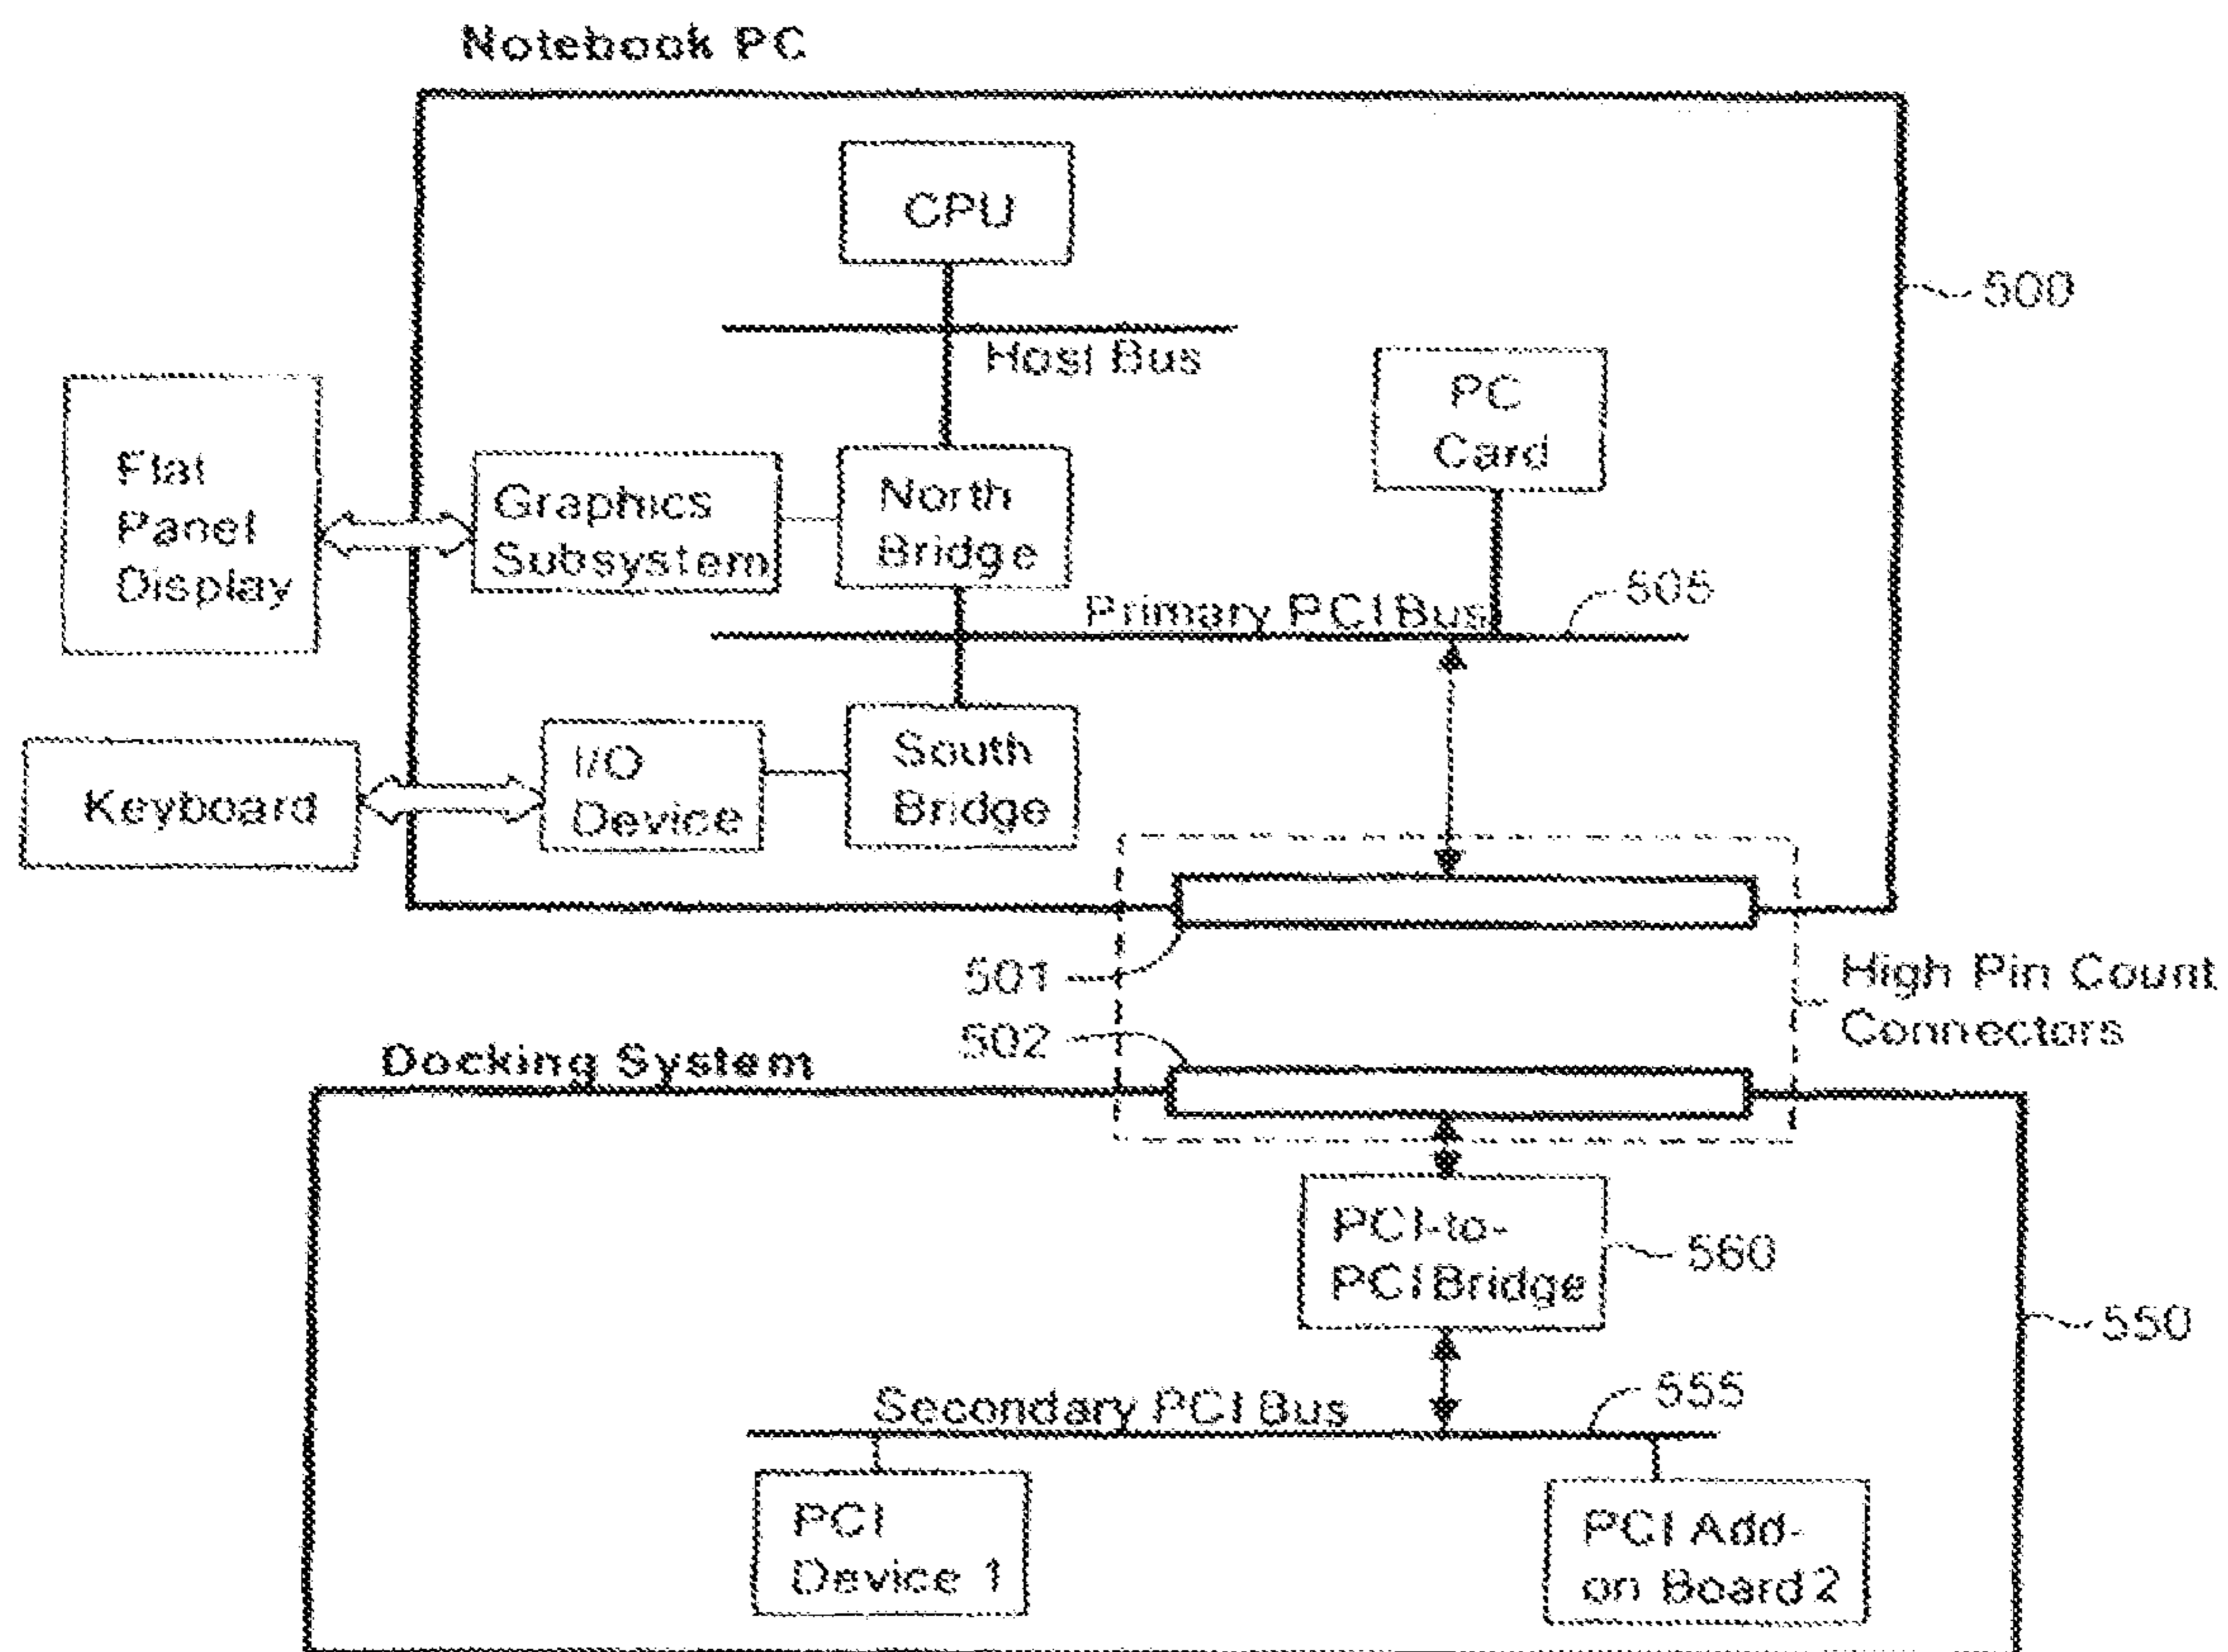 Notebook PC
CPU
500
Host Bus
PC
Card
Flat
Panel
Display
Graphics
Subsystem
North
Bridge
Primary PCI Bus
505
Keyboard
I/O
Device
South
Bridge
501
High Pin Count
Connectors
502
Docking System
PCI-to-
PCI Bridge
560
550
Secondary PCI Bus
555
PCI
Device 1
PCI Add-
on Board 2